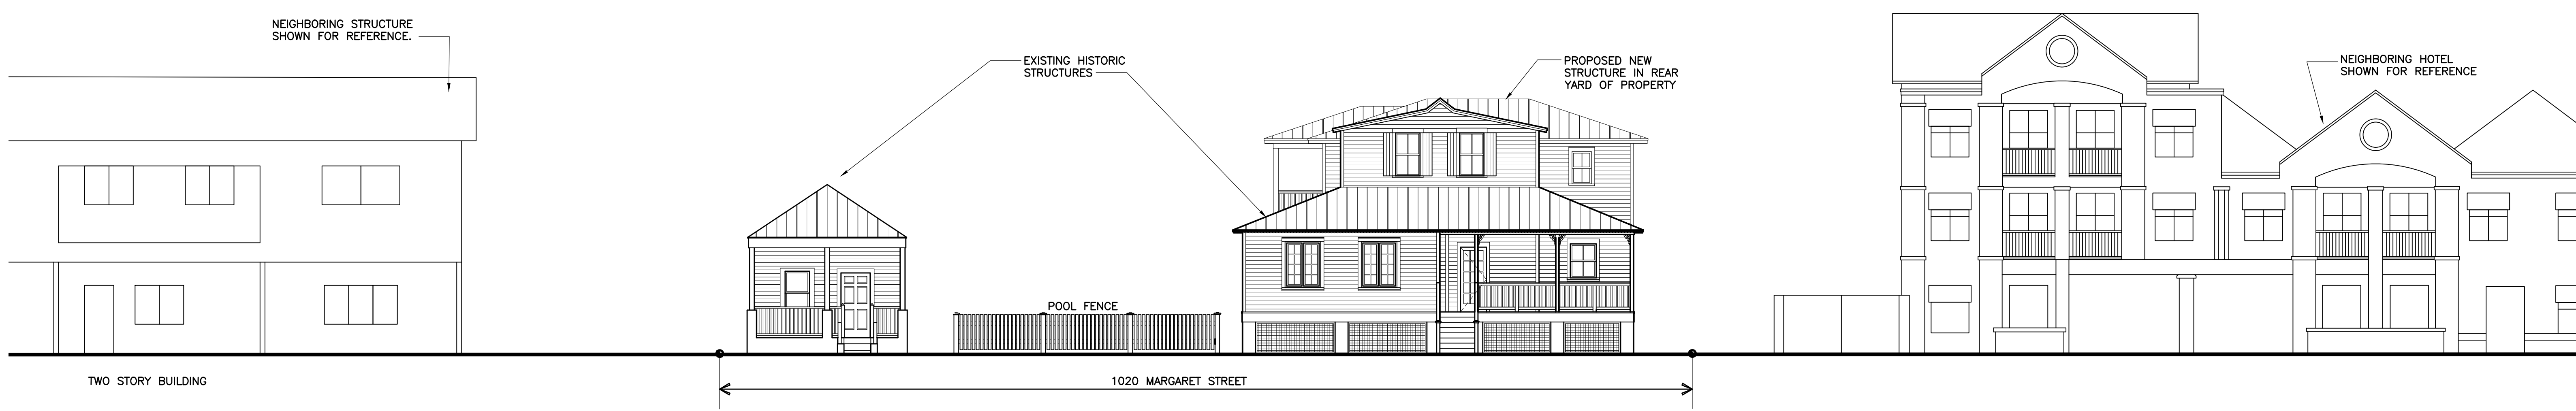 NEIGHBORING STRUCTURE
SHOWN FOR REFERENCE.
EXISTING HISTORIC
STRUCTURES
PROPOSED NEW
STRUCTURE IN REAR
YARD OF PROPERTY
NEIGHBORING HOTEL
SHOWN FOR REFERENCE
POOL FENCE
TWO STORY BUILDING
1020 MARGARET STREET